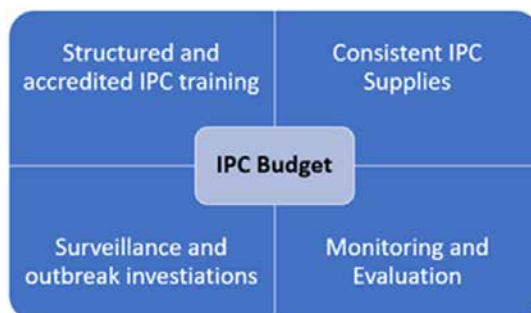 Structured and
accredited IPC training
Consistent IPC
Supplies
IPC Budget
Surveillance and
outbreak investiations
Monitoring and
Evaluation